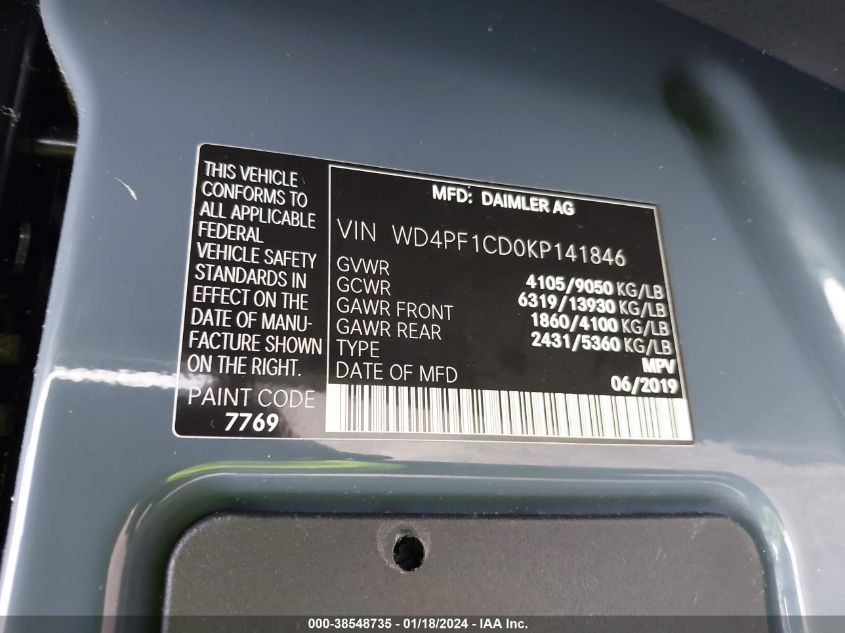 THIS VEHICLE
CONFORMS TO
ALL APPLICABLE
FEDERAL
VEHICLE SAFETY
STANDARDS IN
EFFECT ON THE
DATE OF MANU-
FACTURE SHOWN
ON THE RIGHT.
PAINT CODE
7769
MFD: DAIMLER AG
VIN WD4PF1CD0KP141846
GVWR 4105/9050 KG/LB
GCWR 6319/13930 KG/LB
GAWR FRONT 1860/4100 KG/LB
GAWR REAR 2431/5360 KG/LB
TYPE MPV
DATE OF MFD 06/2019
000-38548735 - 01/18/2024 - IAA Inc.